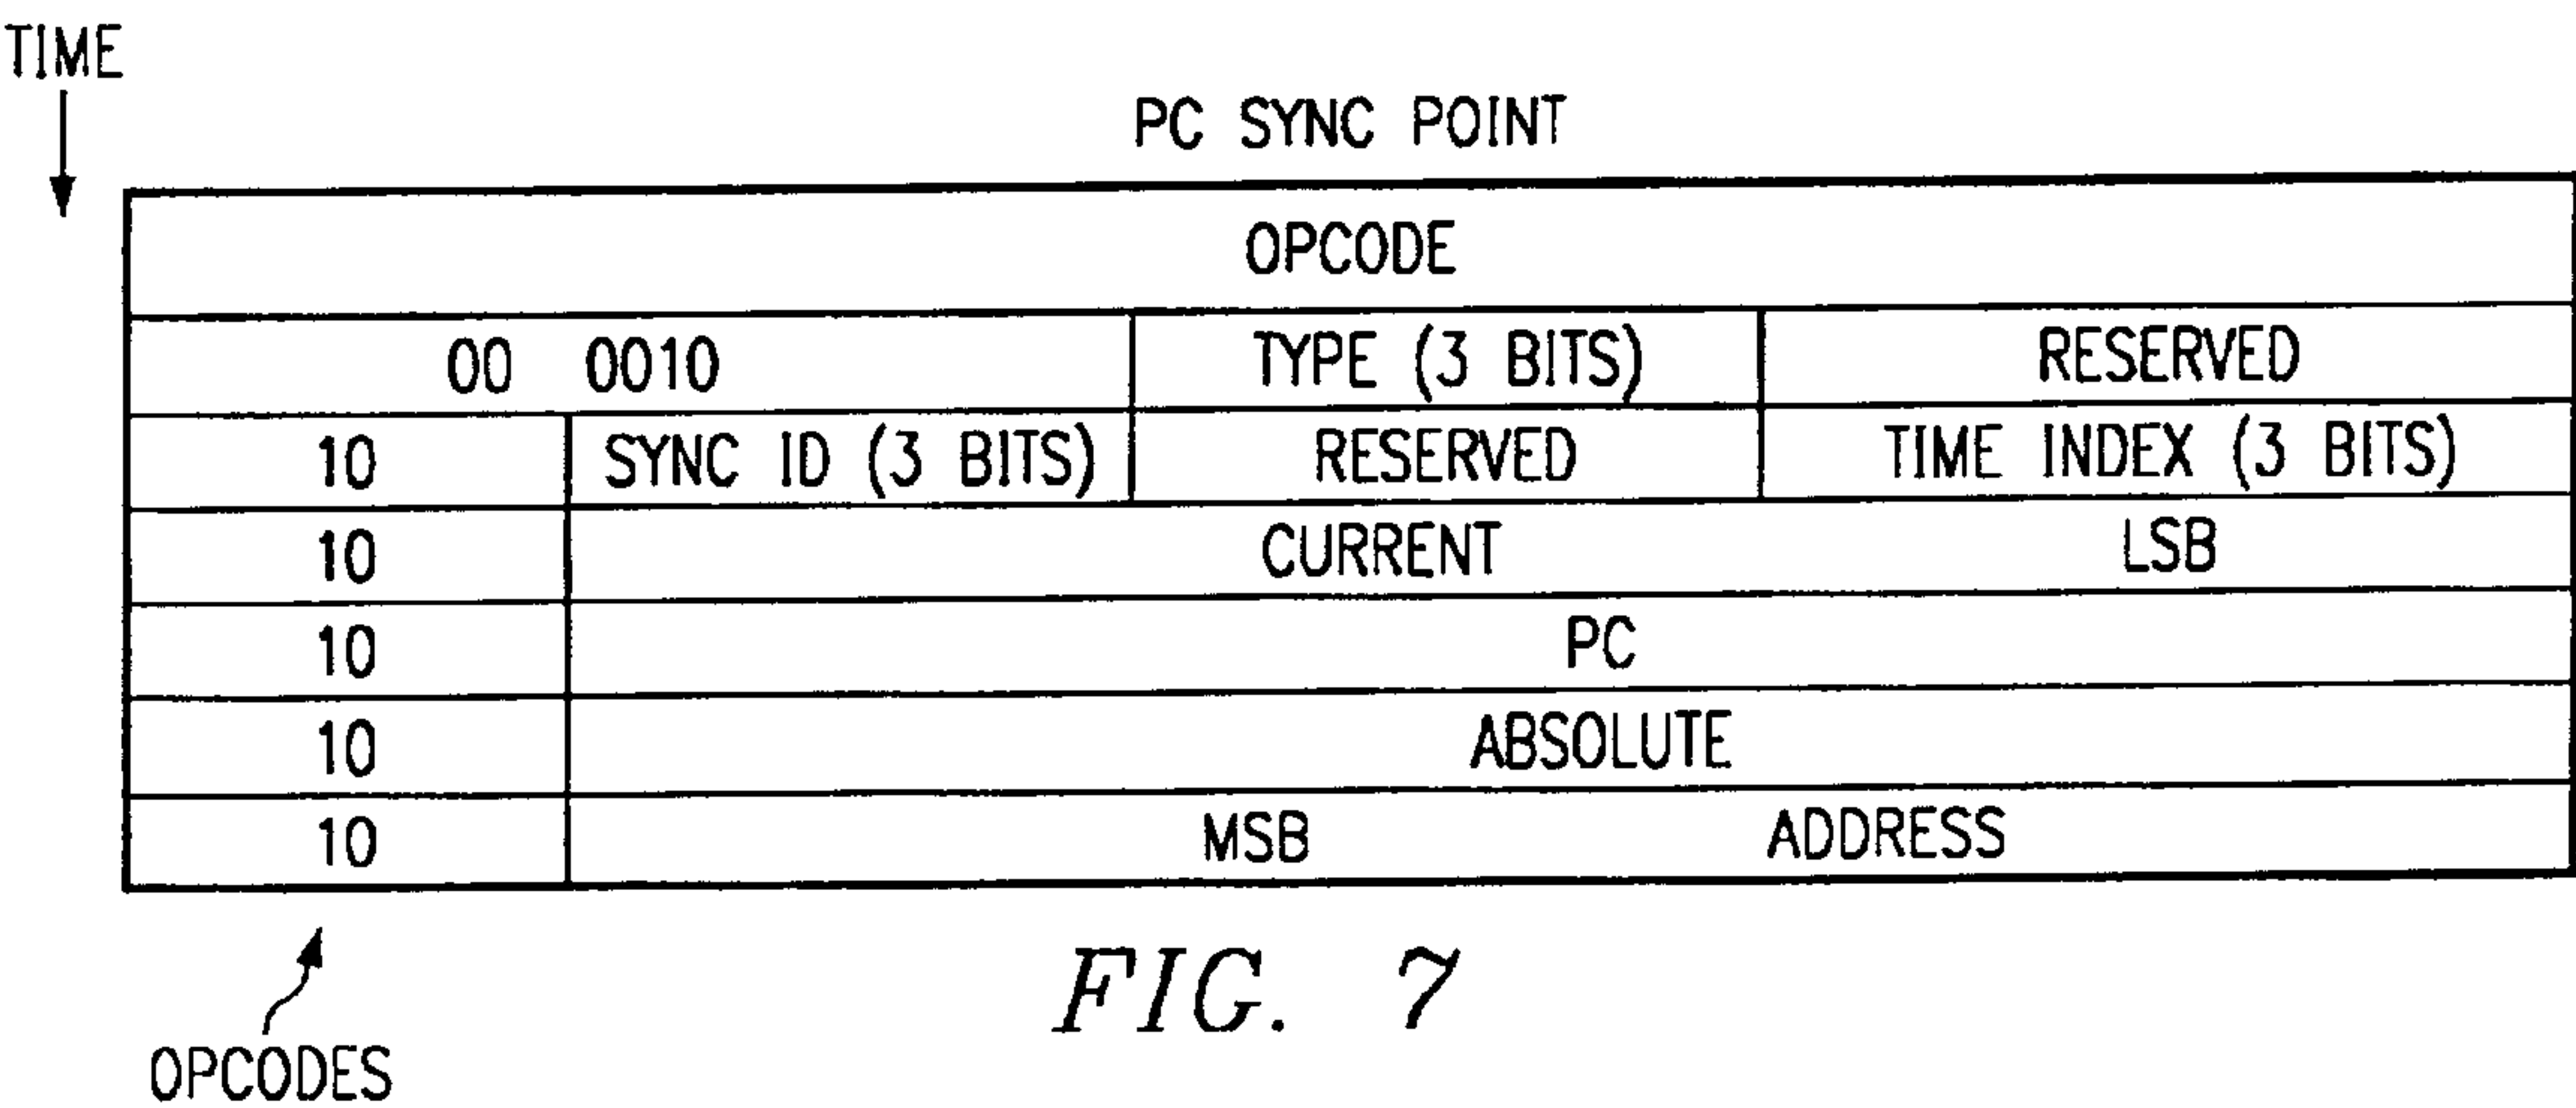 TIME
PC SYNC POINT
OPCODE
00 0010 TYPE (3 BITS) RESERVED
10 SYNC ID (3 BITS) RESERVED TIME INDEX (3 BITS)
10 CURRENT LSB
10 PC
10 ABSOLUTE
10 MSB ADDRESS
OPCODES
FIG. 7